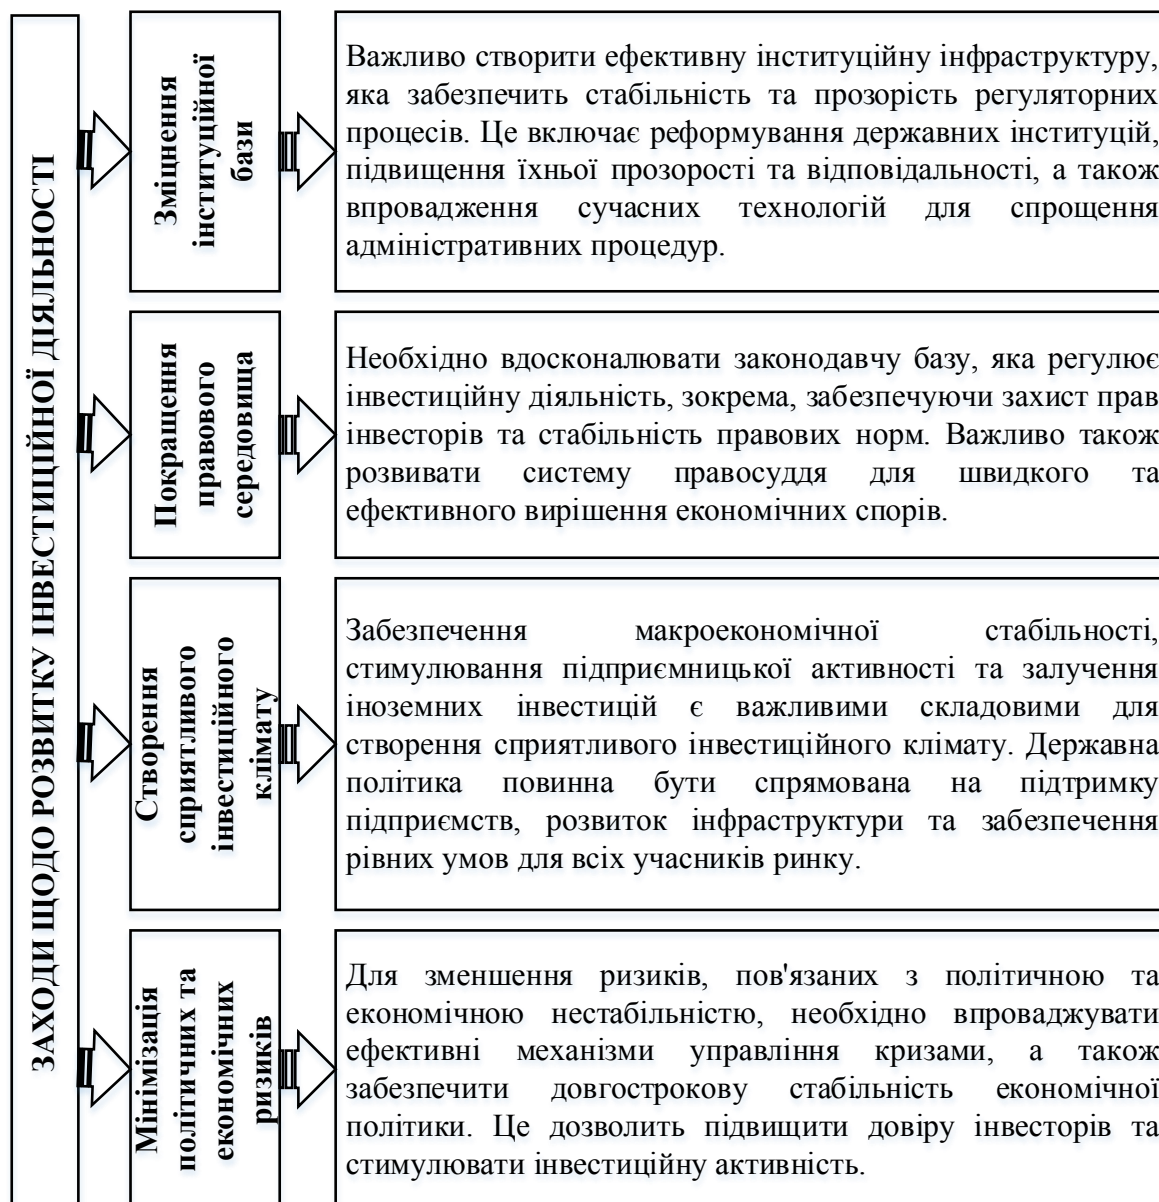 ЗАХОДИ ЩОДО РОЗВИТКУ ІНВЕСТИЦІЙНОЇ ДІЯЛЬНОСТІ
Зміцнення
інституційної
бази
Важливо створити ефективну інституційну інфраструктуру,
яка забезпечить стабільність та прозорість регуляторних
процесів. Це включає реформування державних інституцій,
підвищення їхньої прозорості та відповідальності, а також
впровадження сучасних технологій для спрощення
адміністративних процедур.
Покращення
правового
середовища
Необхідно вдосконалювати законодавчу базу, яка регулює
інвестиційну діяльність, зокрема, забезпечуючи захист прав
інвесторів та стабільність правових норм. Важливо також
розвивати систему правосуддя для швидкого та
ефективного вирішення економічних спорів.
Створення
сприятливого
інвестиційного
клімату
Забезпечення макроекономічної стабільності,
стимулювання підприємницької активності та залучення
іноземних інвестицій є важливими складовими для
створення сприятливого інвестиційного клімату. Державна
політика повинна бути спрямована на підтримку
підприємств, розвиток інфраструктури та забезпечення
рівних умов для всіх учасників ринку.
Мінімізація
політичних та
економічних
ризиків
Для зменшення ризиків, пов'язаних з політичною та
економічною нестабільністю, необхідно впроваджувати
ефективні механізми управління кризами, а також
забезпечити довгострокову стабільність економічної
політики. Це дозволить підвищити довіру інвесторів та
стимулювати інвестиційну активність.